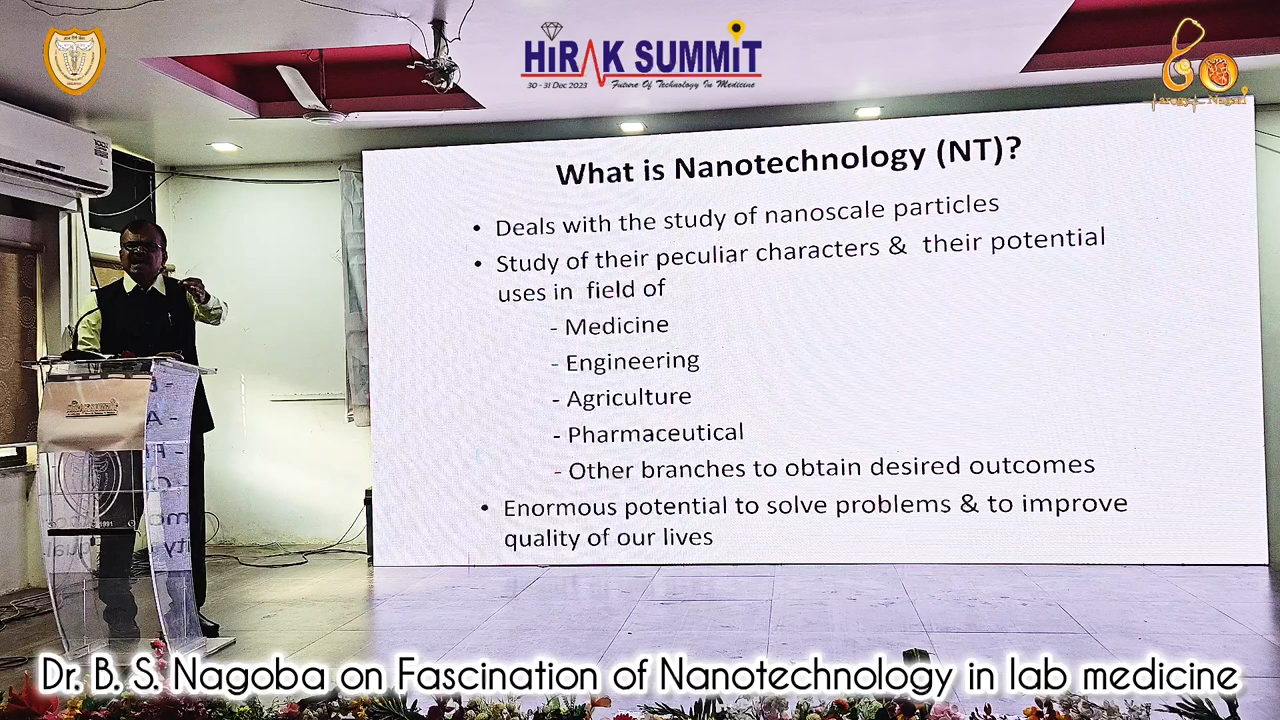 HiRAK SUMMiT
30 - 31 Dec 2023 Future Of Technology In Medicine
Arogya Nagari
What is Nanotechnology (NT)?
• Deals with the study of nanoscale particles
• Study of their peculiar characters & their potential
uses in field of
- Medicine
- Engineering
- Agriculture
- Pharmaceutical
- Other branches to obtain desired outcomes
• Enormous potential to solve problems & to improve
quality of our lives
1991
Dr. B. S. Nagoba on Fascination of Nanotechnology in lab medicine